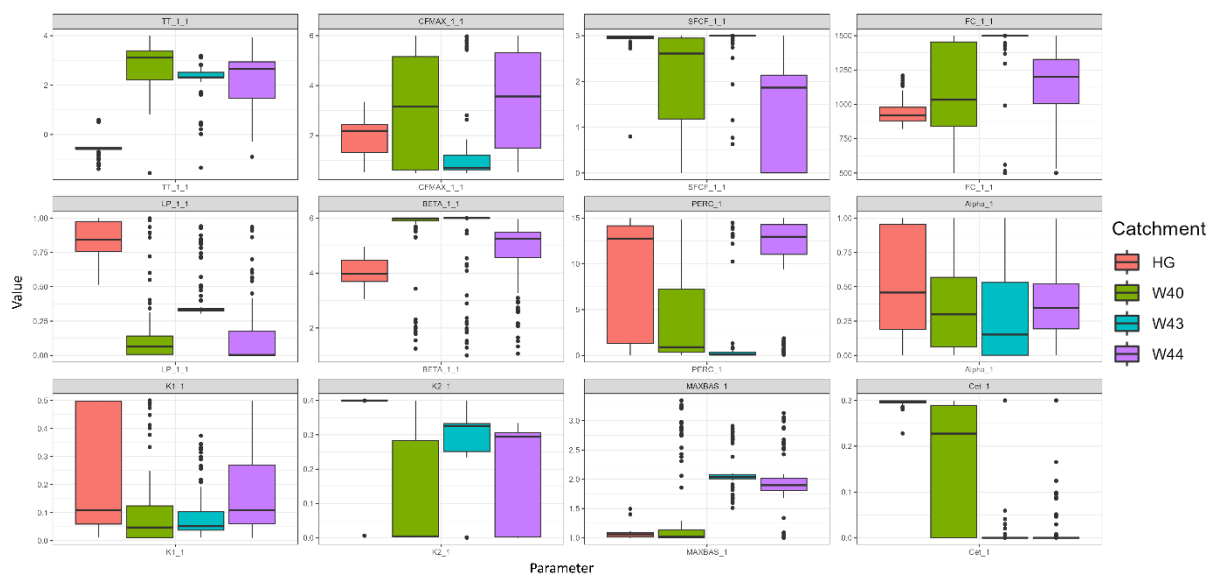 TT_1_1 CFMAX_1_1 SFCF_1_1 FC_1_1
4 2 0
6 4 2
3 2 1 0
1500 1250 1000 750 500
TT_1_1 CFMAX_1_1 SFCF_1_1 FC_1_1
LP_1_1 BETA_1_1 PERC_1 Alpha_1
1.00 0.75 0.50 0.25 0.00
6 4 2
15 10 5 0
1.00 0.75 0.50 0.25 0.00
LP_1_1 BETA_1_1 PERC_1 Alpha_1
K1_1 K2_1 MAXBAS_1 Cet_1
0.5 0.4 0.3 0.2 0.1 0.0
0.4 0.3 0.2 0.1 0.0
3.0 2.5 2.0 1.5 1.0
0.3 0.2 0.1 0.0
K1_1 K2_1 MAXBAS_1 Cet_1
Value
Parameter
Catchment
HG
W40
W43
W44